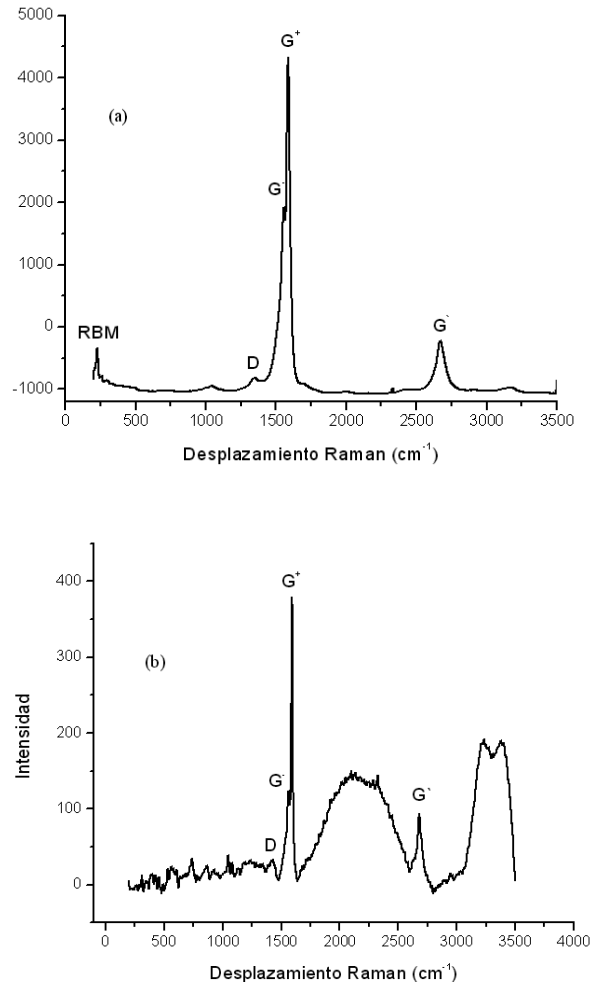 5000
4000
3000
2000
1000
0
-1000
G+
(a)
G-
RBM
D
G`
0 500 1000 1500 2000 2500 3000 3500
Desplazamiento Raman (cm-1)
400
300
200
100
0
G+
(b)
Intensidad
G-
D
G`
0 500 1000 1500 2000 2500 3000 3500 4000
Desplazamiento Raman (cm-1)